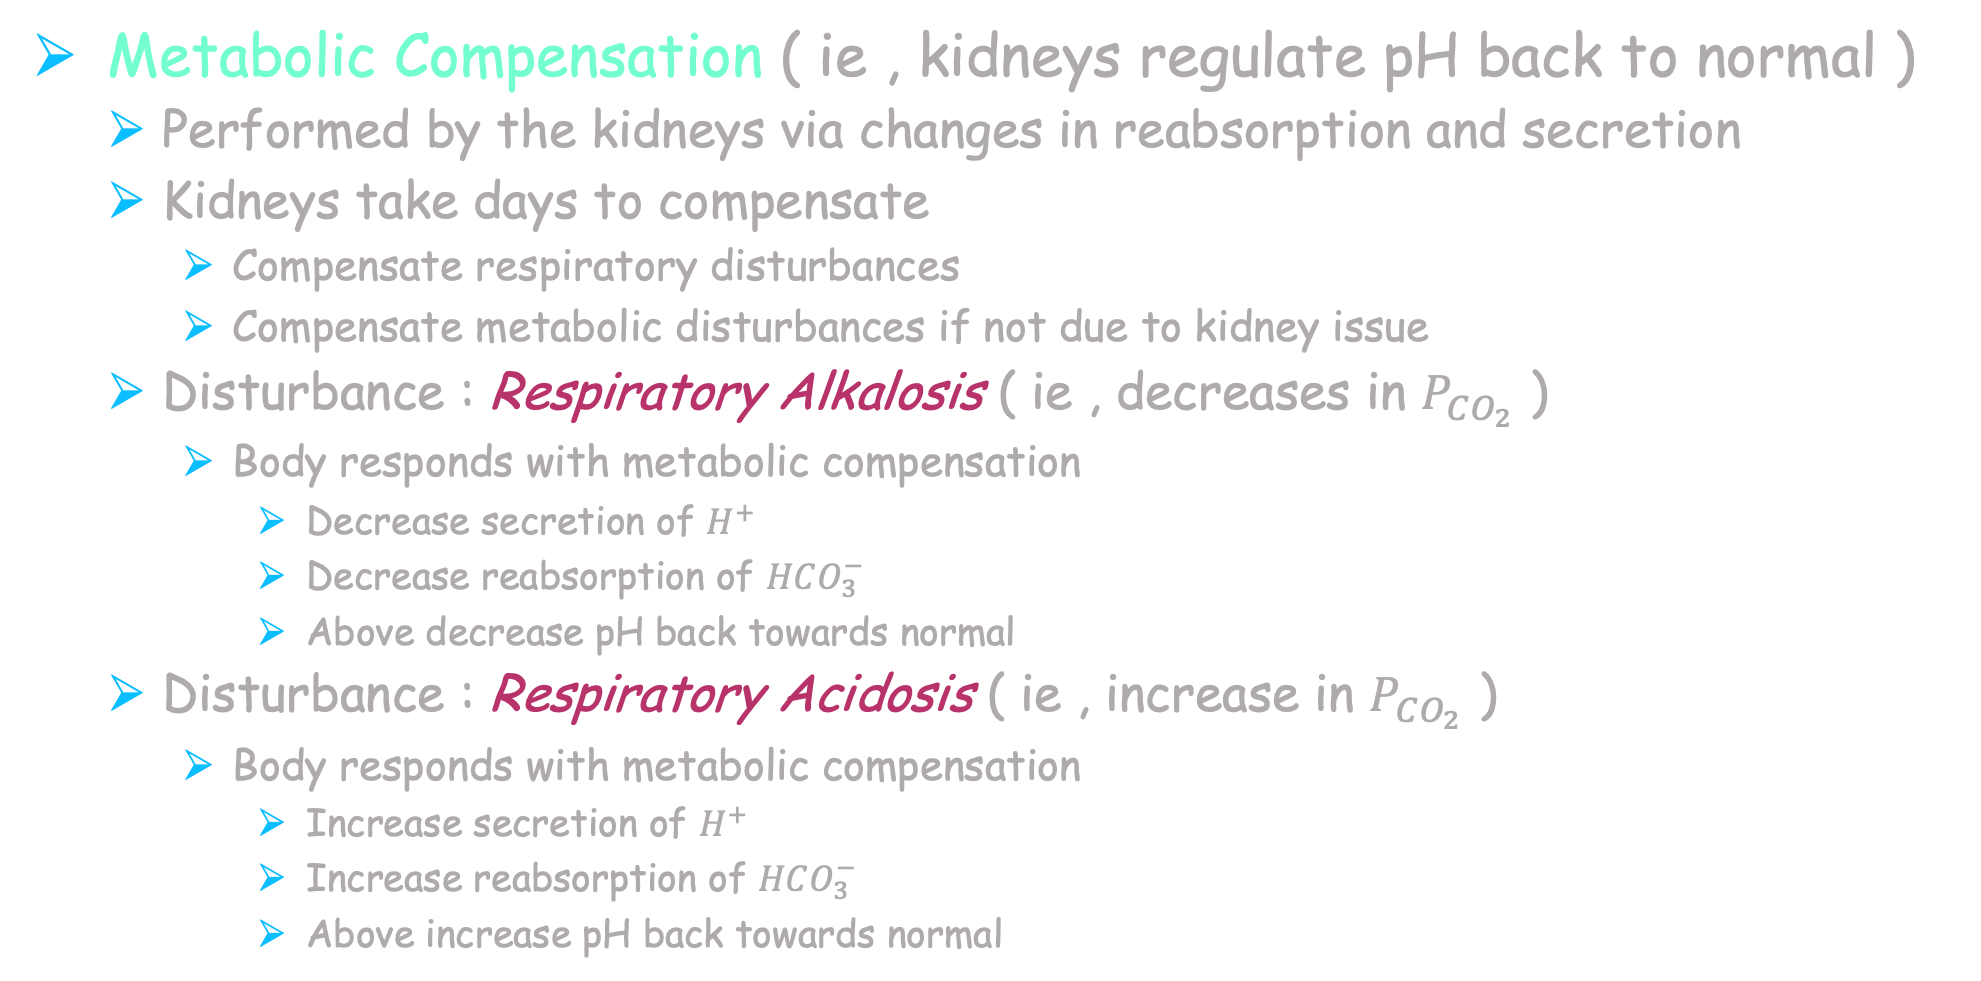 ➢ Metabolic Compensation ( ie , kidneys regulate pH back to normal )
➢ Performed by the kidneys via changes in reabsorption and secretion
➢ Kidneys take days to compensate
➢ Compensate respiratory disturbances
➢ Compensate metabolic disturbances if not due to kidney issue
➢ Disturbance : Respiratory Alkalosis ( ie , decreases in $P_{CO_2}$ )
➢ Body responds with metabolic compensation
➢ Decrease secretion of $H^+$
➢ Decrease reabsorption of $HCO_3^-$
➢ Above decrease pH back towards normal
➢ Disturbance : Respiratory Acidosis ( ie , increase in $P_{CO_2}$ )
➢ Body responds with metabolic compensation
➢ Increase secretion of $H^+$
➢ Increase reabsorption of $HCO_3^-$
➢ Above increase pH back towards normal